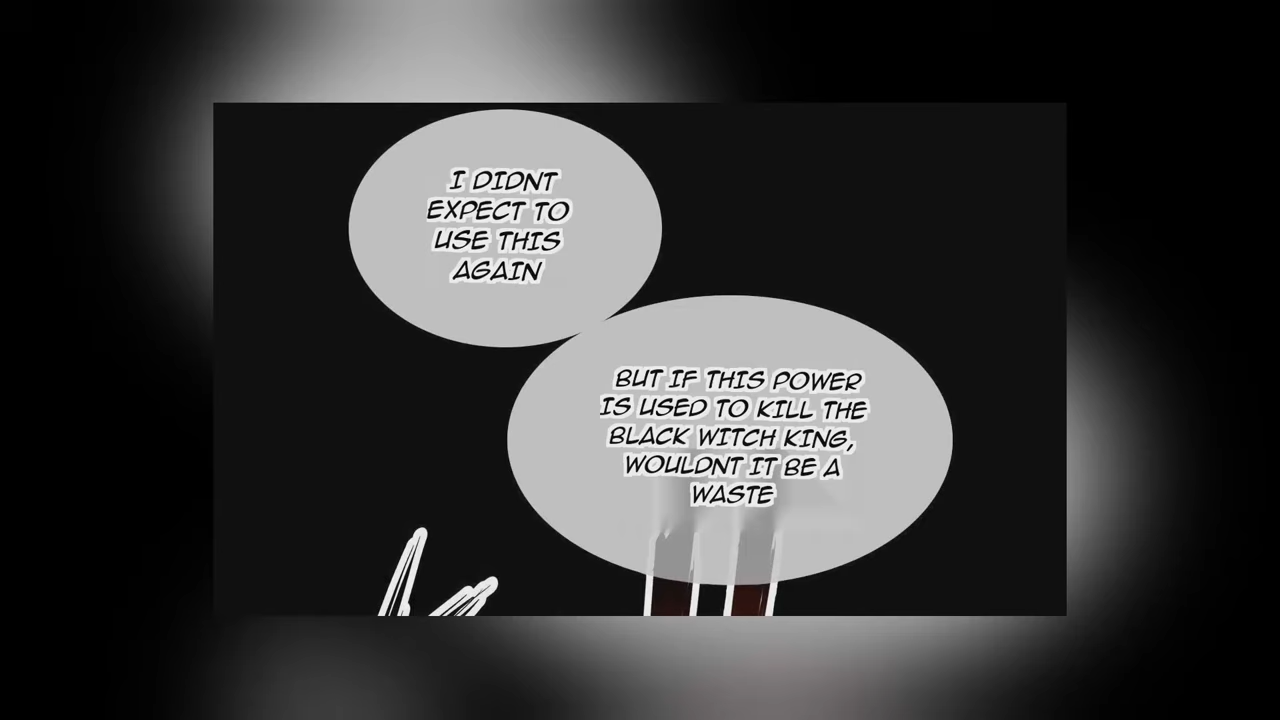 I DIDNT
EXPECT TO
USE THIS
AGAIN
BUT IF THIS POWER
IS USED TO KILL THE
BLACK WITCH KING,
WOULDNT IT BE A
WASTE